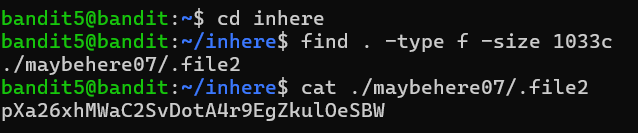 bandit5@bandit:~$ cd inhere
bandit5@bandit:~/inhere$ find . -type f -size 1033c
./maybehere07/.file2
bandit5@bandit:~/inhere$ cat ./maybehere07/.file2
pXa26xhMWaC2SvDotA4r9EgZkulOeSBW